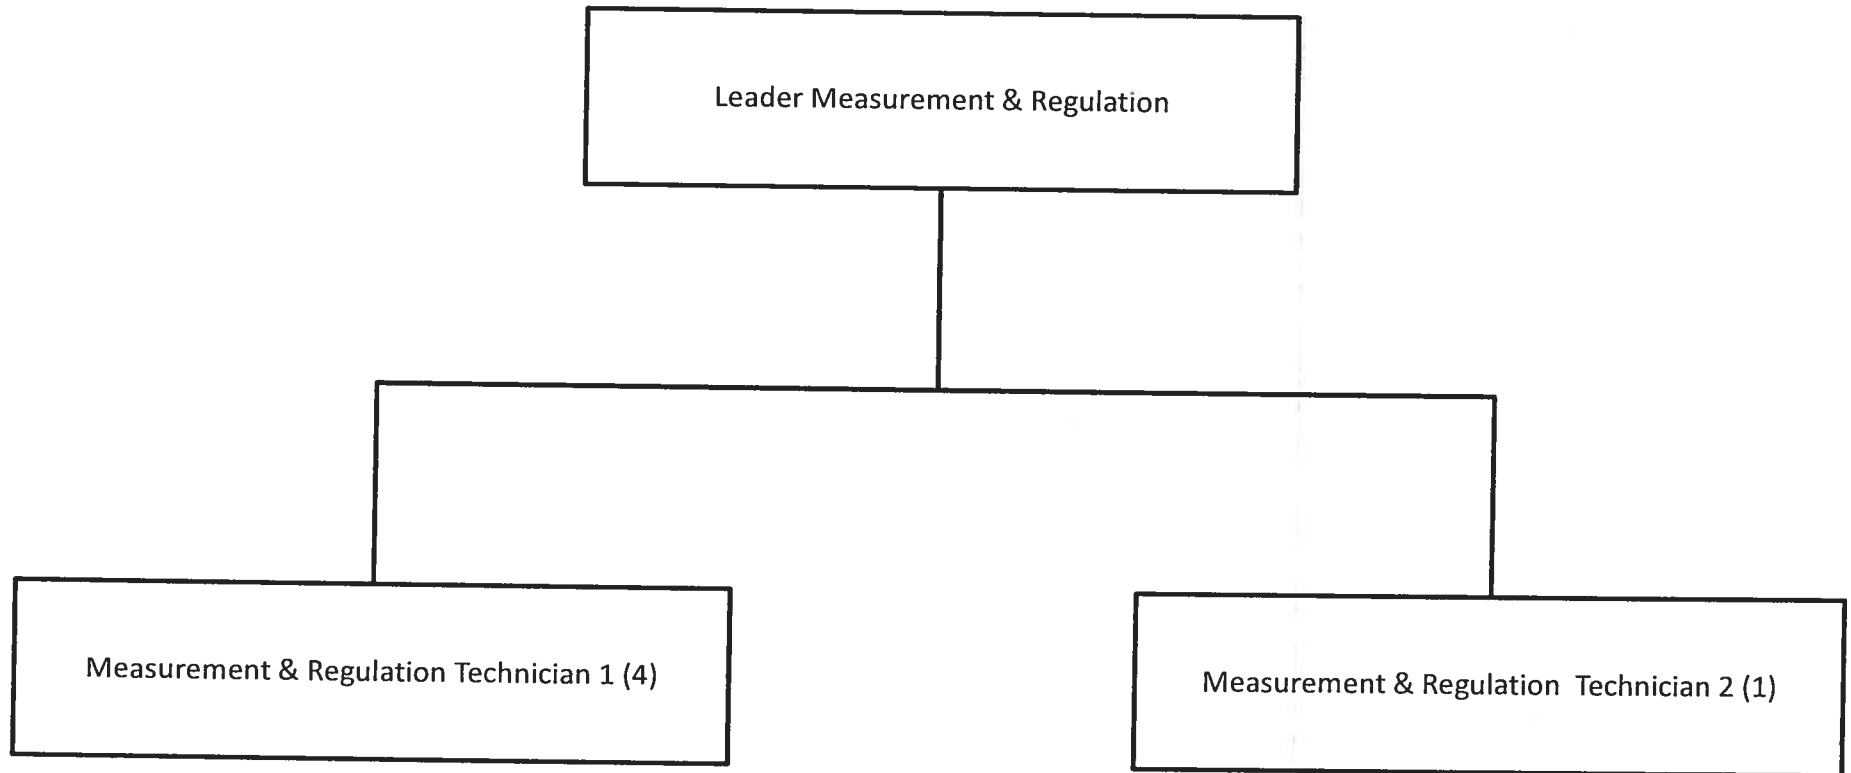 Leader Measurement & Regulation
Measurement & Regulation Technician 1 (4)
Measurement & Regulation Technician 2 (1)